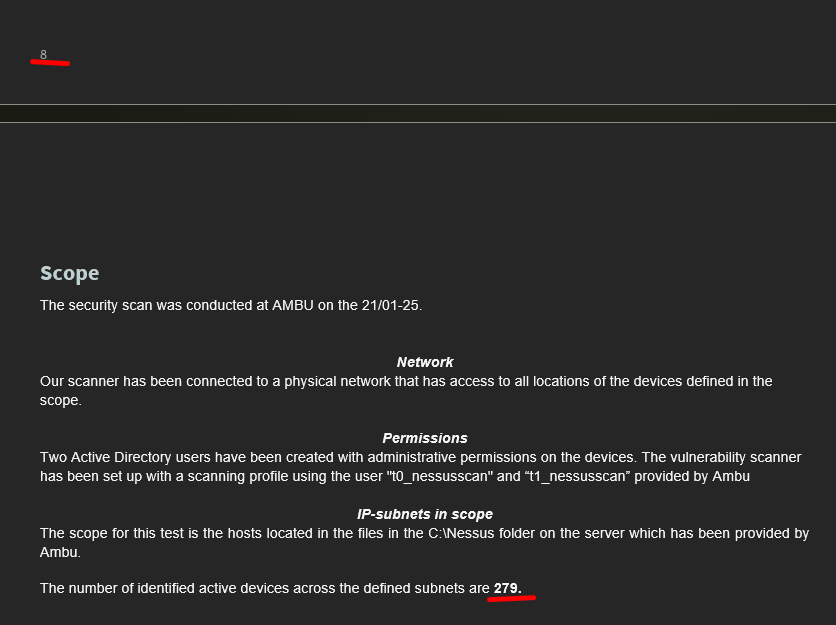 8
Scope
The security scan was conducted at AMBU on the 21/01-25.
Network
Our scanner has been connected to a physical network that has access to all locations of the devices defined in the
scope.
Permissions
Two Active Directory users have been created with administrative permissions on the devices. The vulnerability scanner
has been set up with a scanning profile using the user "t0_nessusscan" and “t1_nessusscan” provided by Ambu
IP-subnets in scope
The scope for this test is the hosts located in the files in the C:\Nessus folder on the server which has been provided by
Ambu.
The number of identified active devices across the defined subnets are 279.